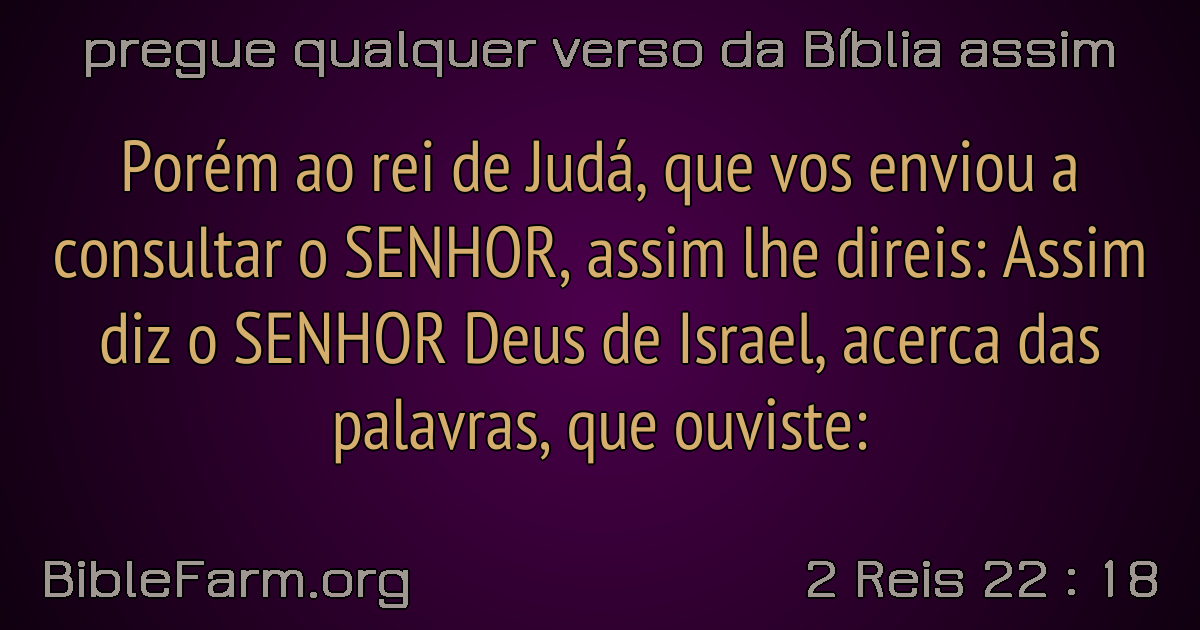 pregue qualquer verso da Bíblia assim
Porém ao rei de Judá, que vos enviou a
consultar o SENHOR, assim lhe direis: Assim
diz o SENHOR Deus de Israel, acerca das
palavras, que ouviste:
BibleFarm.org
2 Reis 22 : 18